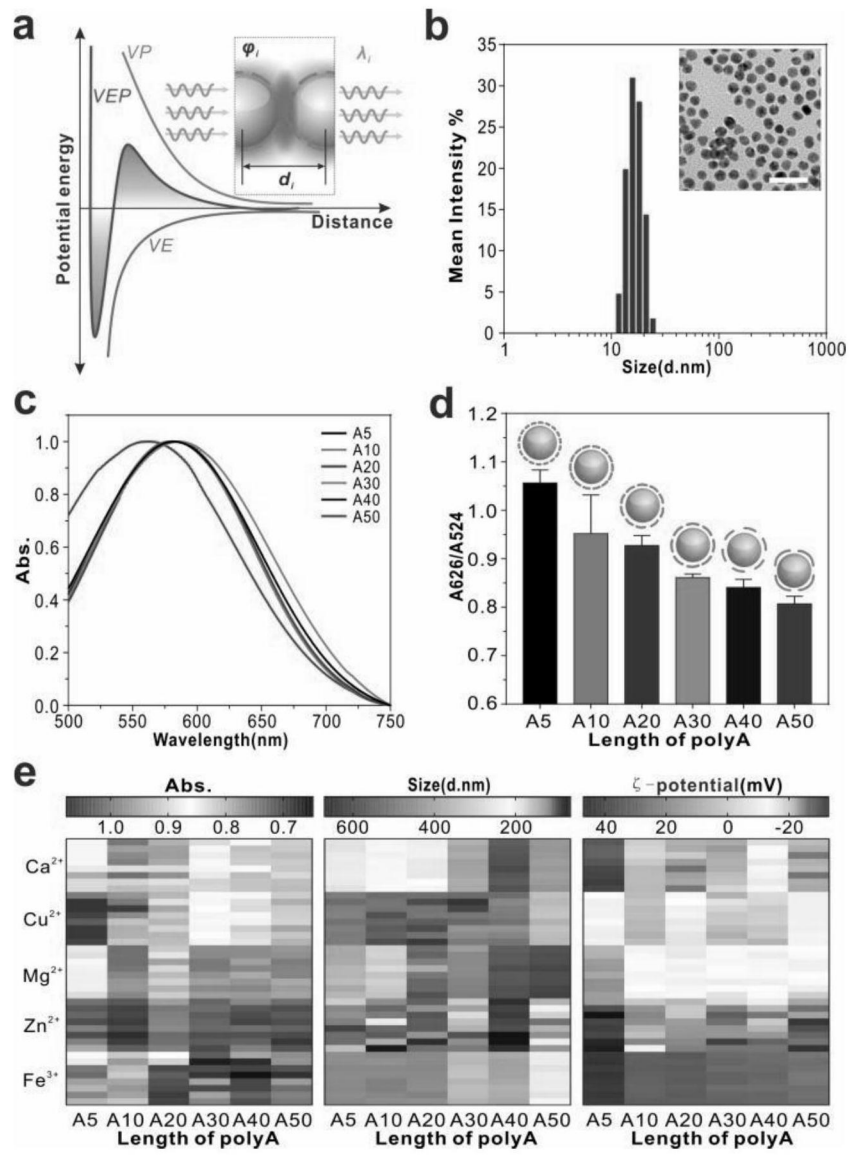 a
Potential energy
VP
VEP
VE
φi
λi
di
Distance
b
Mean Intensity %
35
30
25
20
15
10
5
0
1 10 100 1000
Size(d.nm)
c
Abs.
1.0
0.8
0.6
0.4
0.2
0.0
A5
A10
A20
A30
A40
A50
500 550 600 650 700 750
Wavelength(nm)
d
A626/A524
1.2
1.1
1.0
0.9
0.8
0.7
0.6
A5 A10 A20 A30 A40 A50
Length of polyA
e
Abs. Size(d.nm) ζ-potential(mV)
1.0 0.9 0.8 0.7 600 400 200 40 20 0 -20
Ca2+
Cu2+
Mg2+
Zn2+
Fe3+
A5 A10 A20 A30 A40 A50 A5 A10 A20 A30 A40 A50 A5 A10 A20 A30 A40 A50
Length of polyA Length of polyA Length of polyA